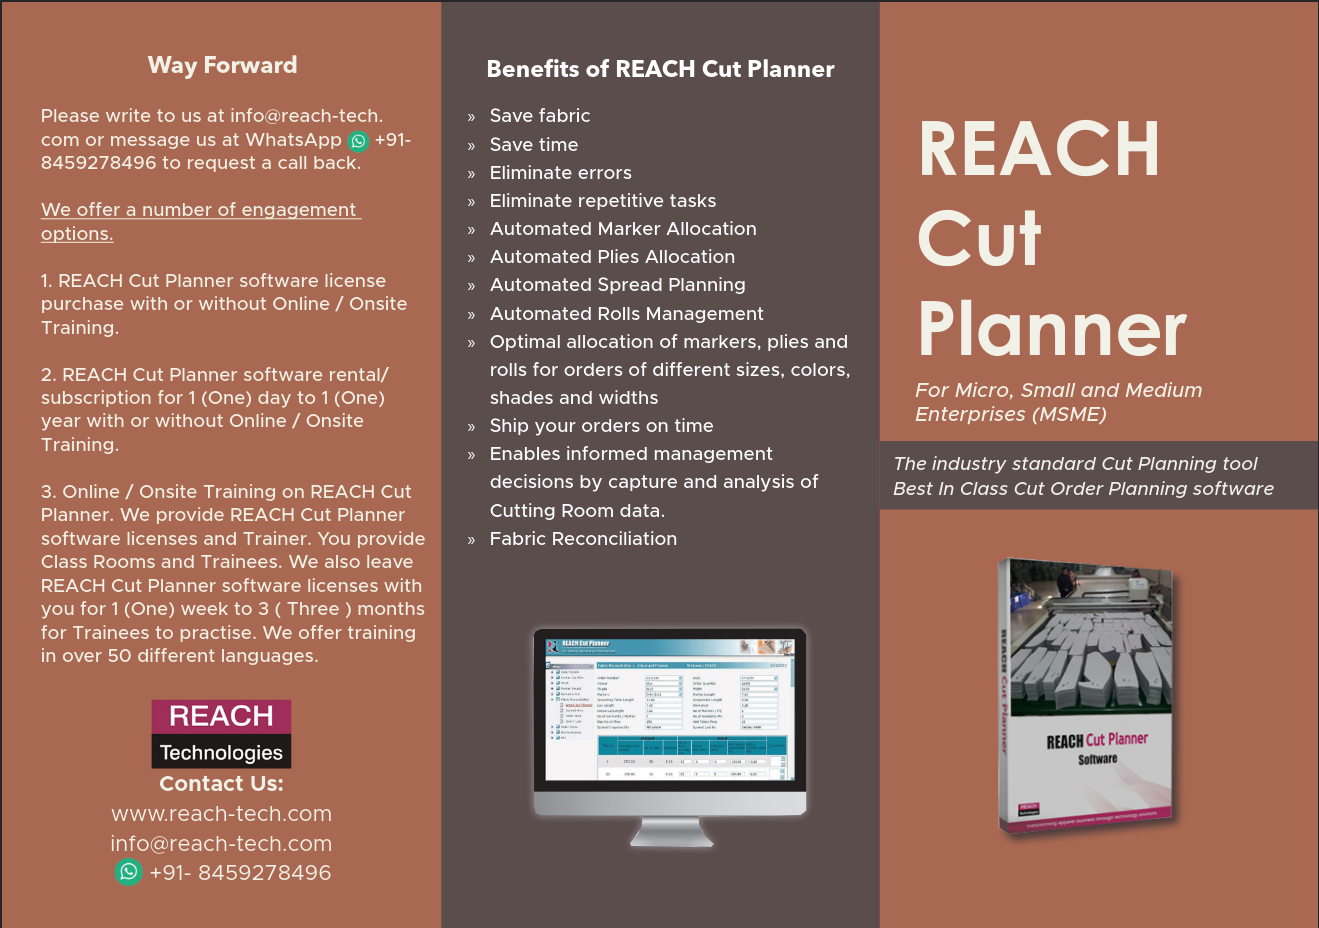 Way Forward
Please write to us at info@reach-tech.
com or message us at WhatsApp +91-
8459278496 to request a call back.
We offer a number of engagement
options.
1. REACH Cut Planner software license
purchase with or without Online / Onsite
Training.
2. REACH Cut Planner software rental/
subscription for 1 (One) day to 1 (One)
year with or without Online / Onsite
Training.
3. Online / Onsite Training on REACH Cut
Planner. We provide REACH Cut Planner
software licenses and Trainer. You provide
Class Rooms and Trainees. We also leave
REACH Cut Planner software licenses with
you for 1 (One) week to 3 ( Three ) months
for Trainees to practise. We offer training
in over 50 different languages.
REACH
Technologies
Contact Us:
www.reach-tech.com
info@reach-tech.com
+91- 8459278496
Benefits of REACH Cut Planner
» Save fabric
» Save time
» Eliminate errors
» Eliminate repetitive tasks
» Automated Marker Allocation
» Automated Plies Allocation
» Automated Spread Planning
» Automated Rolls Management
» Optimal allocation of markers, plies and
rolls for orders of different sizes, colors,
shades and widths
» Ship your orders on time
» Enables informed management
decisions by capture and analysis of
Cutting Room data.
» Fabric Reconciliation
REACH Cut Planner
REACH
Cut
Planner
For Micro, Small and Medium
Enterprises (MSME)
The industry standard Cut Planning tool
Best In Class Cut Order Planning software
REACH Cut Planner
REACH Cut Planner
Software
REACH
Technologies
transforming apparel business through technology solutions